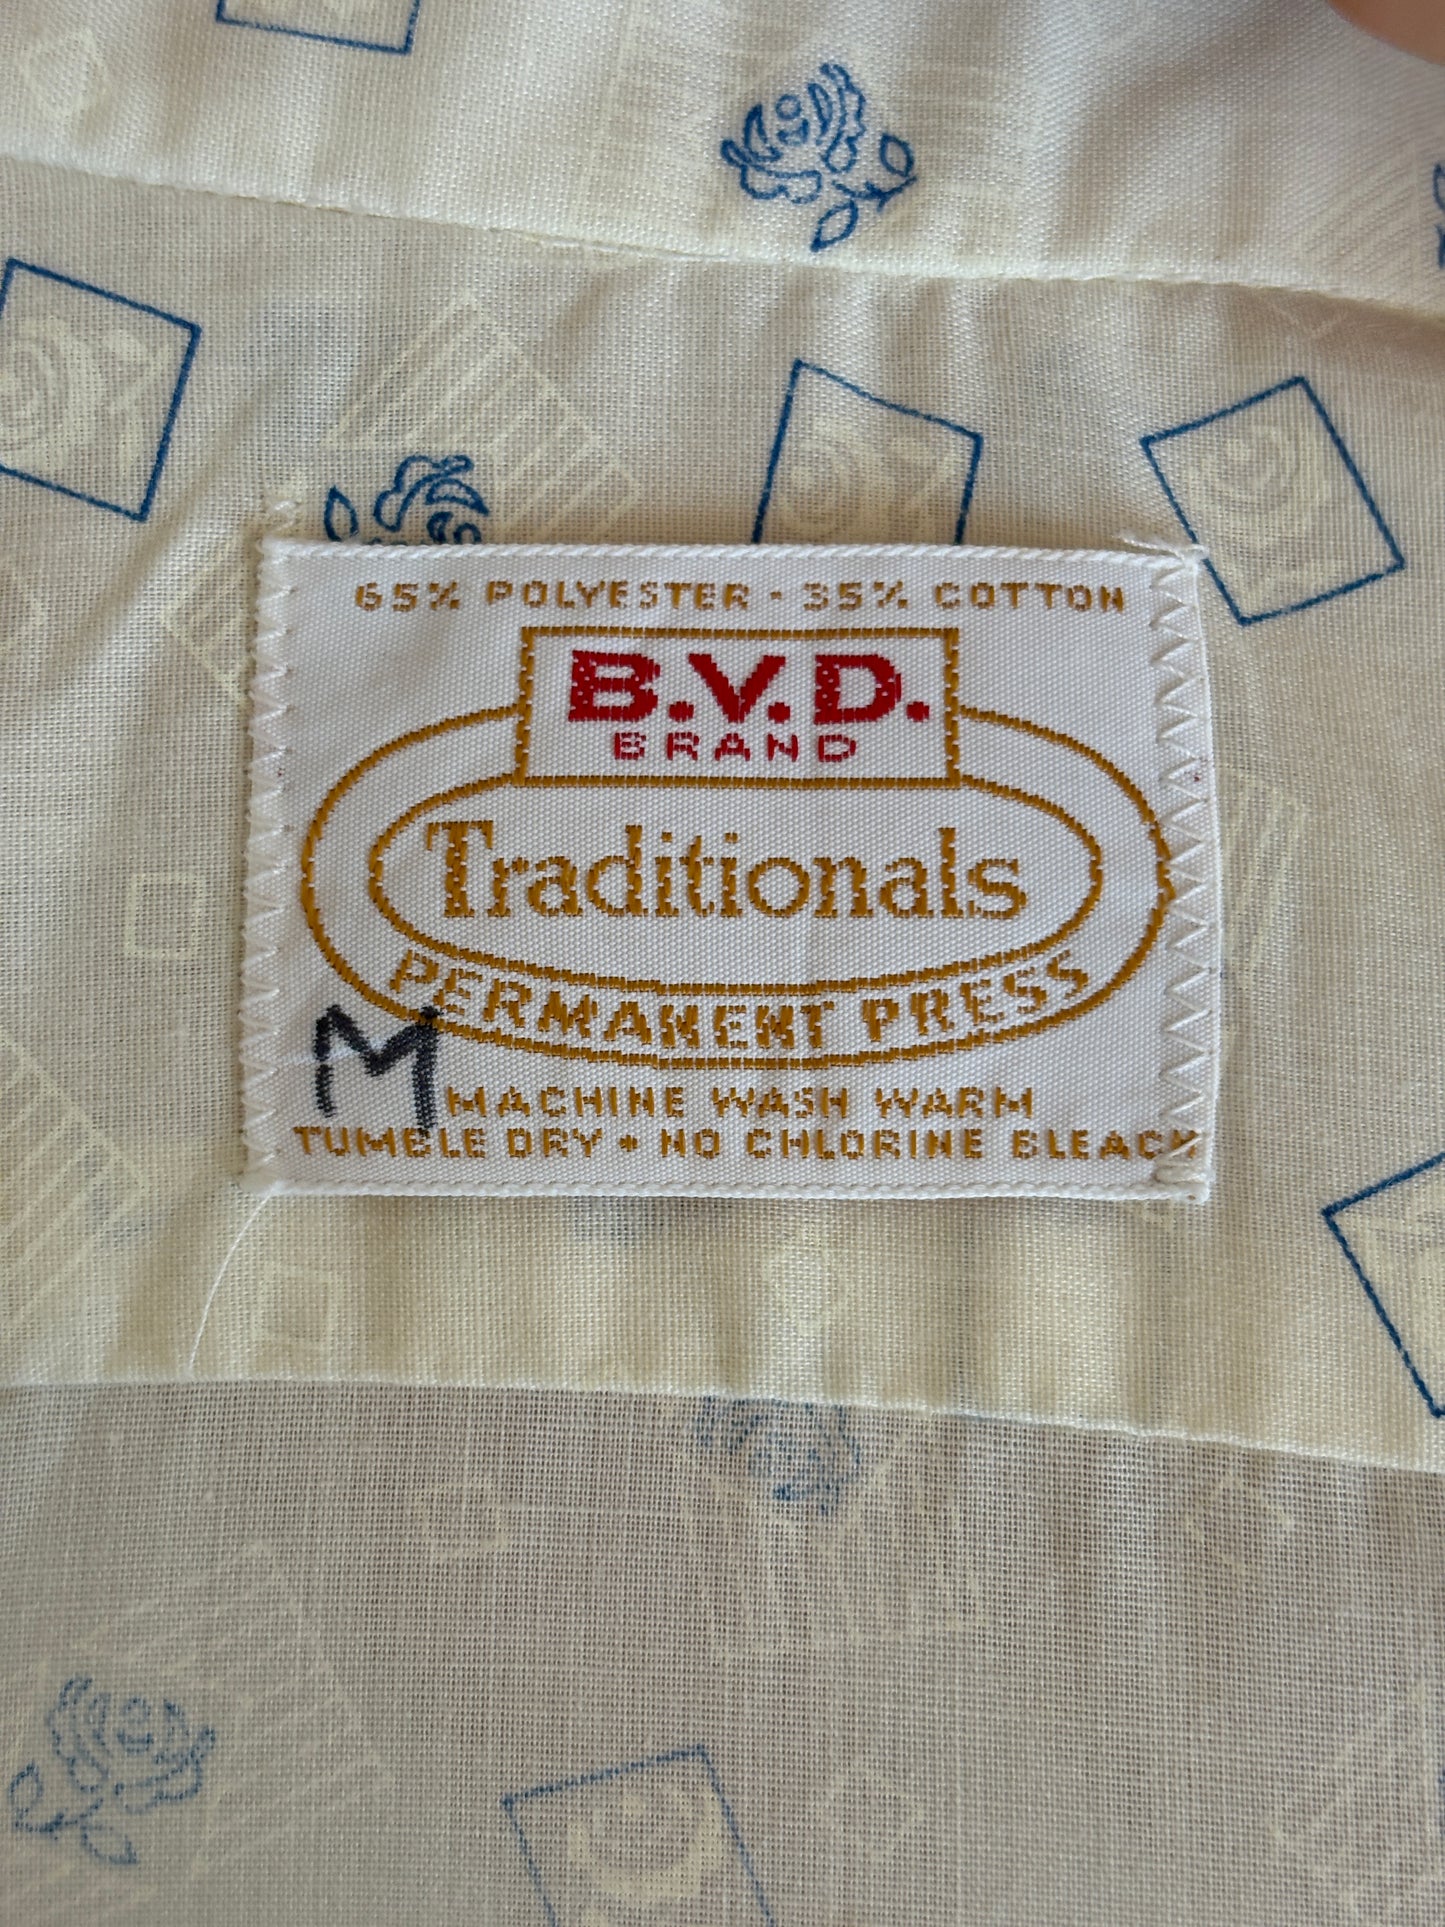 65% POLYESTER - 35% COTTON
B.V.D.
BRAND
Traditionals
PERMANENT PRESS
M
MACHINE WASH WARM
TUMBLE DRY • NO CHLORINE BLEACH